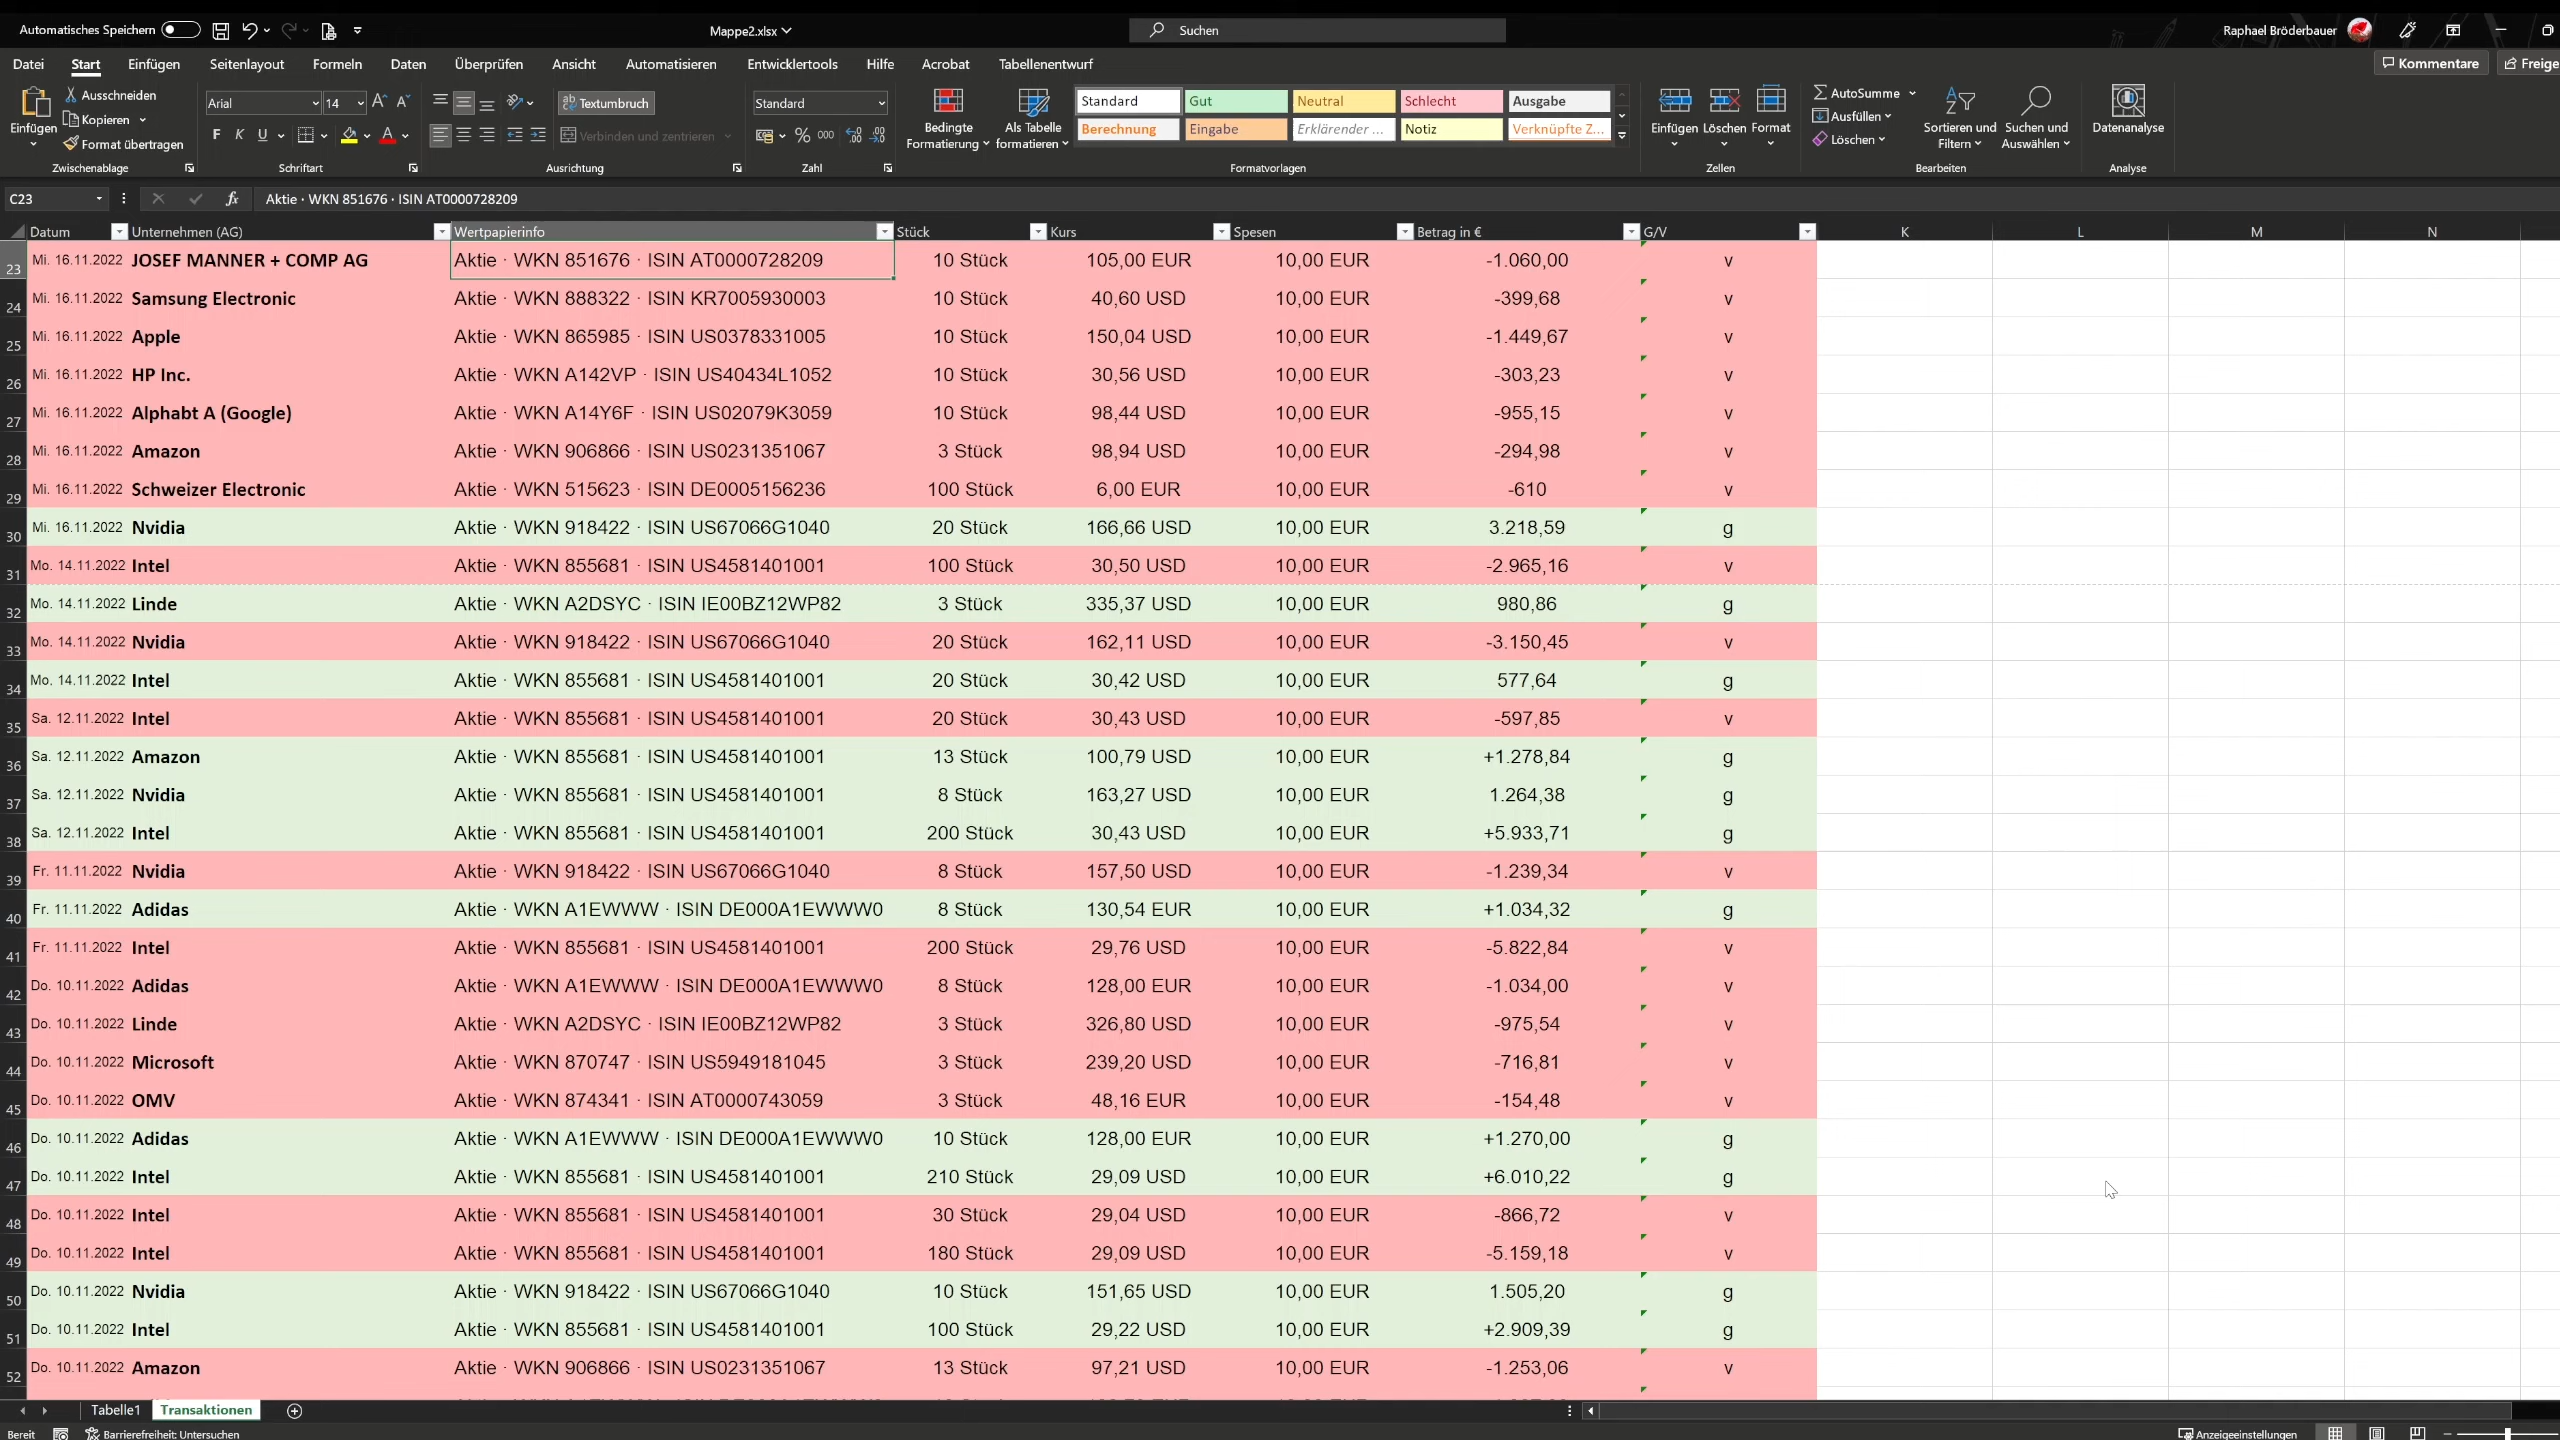 Automatisches Speichern Mappe2.xlsx Suchen Raphael Bröderbauer
Datei Start Einfügen Seitenlayout Formeln Daten Überprüfen Ansicht Automatisieren Entwicklertools Hilfe Acrobat Tabellenentwurf Kommentare Freige
Einfügen
Ausschneiden
Kopieren
Format übertragen
Zwischenablage
Arial 14
F K U
Schriftart
Textumbruch
Verbinden und zentrieren
Ausrichtung
Standard
% 000
Zahl
Bedingte Formatierung
Als Tabelle formatieren
Standard Gut Neutral Schlecht Ausgabe
Berechnung Eingabe Erklärender ... Notiz Verknüpfte Z...
Formatvorlagen
Einfügen Löschen Format
Zellen
AutoSumme
Ausfüllen
Löschen
Sortieren und Filtern
Suchen und Auswählen
Bearbeiten
Datenanalyse
Analyse
C23 fx Aktie · WKN 851676 · ISIN AT0000728209
Datum Unternehmen (AG) Wertpapierinfo Stück Kurs Spesen Betrag in € G/V K L M N
23 Mi. 16.11.2022 JOSEF MANNER + COMP AG Aktie · WKN 851676 · ISIN AT0000728209 10 Stück 105,00 EUR 10,00 EUR -1.060,00 v
24 Mi. 16.11.2022 Samsung Electronic Aktie · WKN 888322 · ISIN KR7005930003 10 Stück 40,60 USD 10,00 EUR -399,68 v
25 Mi. 16.11.2022 Apple Aktie · WKN 865985 · ISIN US0378331005 10 Stück 150,04 USD 10,00 EUR -1.449,67 v
26 Mi. 16.11.2022 HP Inc. Aktie · WKN A142VP · ISIN US40434L1052 10 Stück 30,56 USD 10,00 EUR -303,23 v
27 Mi. 16.11.2022 Alphabt A (Google) Aktie · WKN A14Y6F · ISIN US02079K3059 10 Stück 98,44 USD 10,00 EUR -955,15 v
28 Mi. 16.11.2022 Amazon Aktie · WKN 906866 · ISIN US0231351067 3 Stück 98,94 USD 10,00 EUR -294,98 v
29 Mi. 16.11.2022 Schweizer Electronic Aktie · WKN 515623 · ISIN DE0005156236 100 Stück 6,00 EUR 10,00 EUR -610 v
30 Mi. 16.11.2022 Nvidia Aktie · WKN 918422 · ISIN US67066G1040 20 Stück 166,66 USD 10,00 EUR 3.218,59 g
31 Mo. 14.11.2022 Intel Aktie · WKN 855681 · ISIN US4581401001 100 Stück 30,50 USD 10,00 EUR -2.965,16 v
32 Mo. 14.11.2022 Linde Aktie · WKN A2DSYC · ISIN IE00BZ12WP82 3 Stück 335,37 USD 10,00 EUR 980,86 g
33 Mo. 14.11.2022 Nvidia Aktie · WKN 918422 · ISIN US67066G1040 20 Stück 162,11 USD 10,00 EUR -3.150,45 v
34 Mo. 14.11.2022 Intel Aktie · WKN 855681 · ISIN US4581401001 20 Stück 30,42 USD 10,00 EUR 577,64 g
35 Sa. 12.11.2022 Intel Aktie · WKN 855681 · ISIN US4581401001 20 Stück 30,43 USD 10,00 EUR -597,85 v
36 Sa. 12.11.2022 Amazon Aktie · WKN 855681 · ISIN US4581401001 13 Stück 100,79 USD 10,00 EUR +1.278,84 g
37 Sa. 12.11.2022 Nvidia Aktie · WKN 855681 · ISIN US4581401001 8 Stück 163,27 USD 10,00 EUR 1.264,38 g
38 Sa. 12.11.2022 Intel Aktie · WKN 855681 · ISIN US4581401001 200 Stück 30,43 USD 10,00 EUR +5.933,71 g
39 Fr. 11.11.2022 Nvidia Aktie · WKN 918422 · ISIN US67066G1040 8 Stück 157,50 USD 10,00 EUR -1.239,34 v
40 Fr. 11.11.2022 Adidas Aktie · WKN A1EWWW · ISIN DE000A1EWWW0 8 Stück 130,54 EUR 10,00 EUR +1.034,32 g
41 Fr. 11.11.2022 Intel Aktie · WKN 855681 · ISIN US4581401001 200 Stück 29,76 USD 10,00 EUR -5.822,84 v
42 Do. 10.11.2022 Adidas Aktie · WKN A1EWWW · ISIN DE000A1EWWW0 8 Stück 128,00 EUR 10,00 EUR -1.034,00 v
43 Do. 10.11.2022 Linde Aktie · WKN A2DSYC · ISIN IE00BZ12WP82 3 Stück 326,80 USD 10,00 EUR -975,54 v
44 Do. 10.11.2022 Microsoft Aktie · WKN 870747 · ISIN US5949181045 3 Stück 239,20 USD 10,00 EUR -716,81 v
45 Do. 10.11.2022 OMV Aktie · WKN 874341 · ISIN AT0000743059 3 Stück 48,16 EUR 10,00 EUR -154,48 v
46 Do. 10.11.2022 Adidas Aktie · WKN A1EWWW · ISIN DE000A1EWWW0 10 Stück 128,00 EUR 10,00 EUR +1.270,00 g
47 Do. 10.11.2022 Intel Aktie · WKN 855681 · ISIN US4581401001 210 Stück 29,09 USD 10,00 EUR +6.010,22 g
48 Do. 10.11.2022 Intel Aktie · WKN 855681 · ISIN US4581401001 30 Stück 29,04 USD 10,00 EUR -866,72 v
49 Do. 10.11.2022 Intel Aktie · WKN 855681 · ISIN US4581401001 180 Stück 29,09 USD 10,00 EUR -5.159,18 v
50 Do. 10.11.2022 Nvidia Aktie · WKN 918422 · ISIN US67066G1040 10 Stück 151,65 USD 10,00 EUR 1.505,20 g
51 Do. 10.11.2022 Intel Aktie · WKN 855681 · ISIN US4581401001 100 Stück 29,22 USD 10,00 EUR +2.909,39 g
52 Do. 10.11.2022 Amazon Aktie · WKN 906866 · ISIN US0231351067 13 Stück 97,21 USD 10,00 EUR -1.253,06 v
Tabelle1 Transaktionen
Bereit Barrierefreiheit: Untersuchen Anzeigeeinstellungen